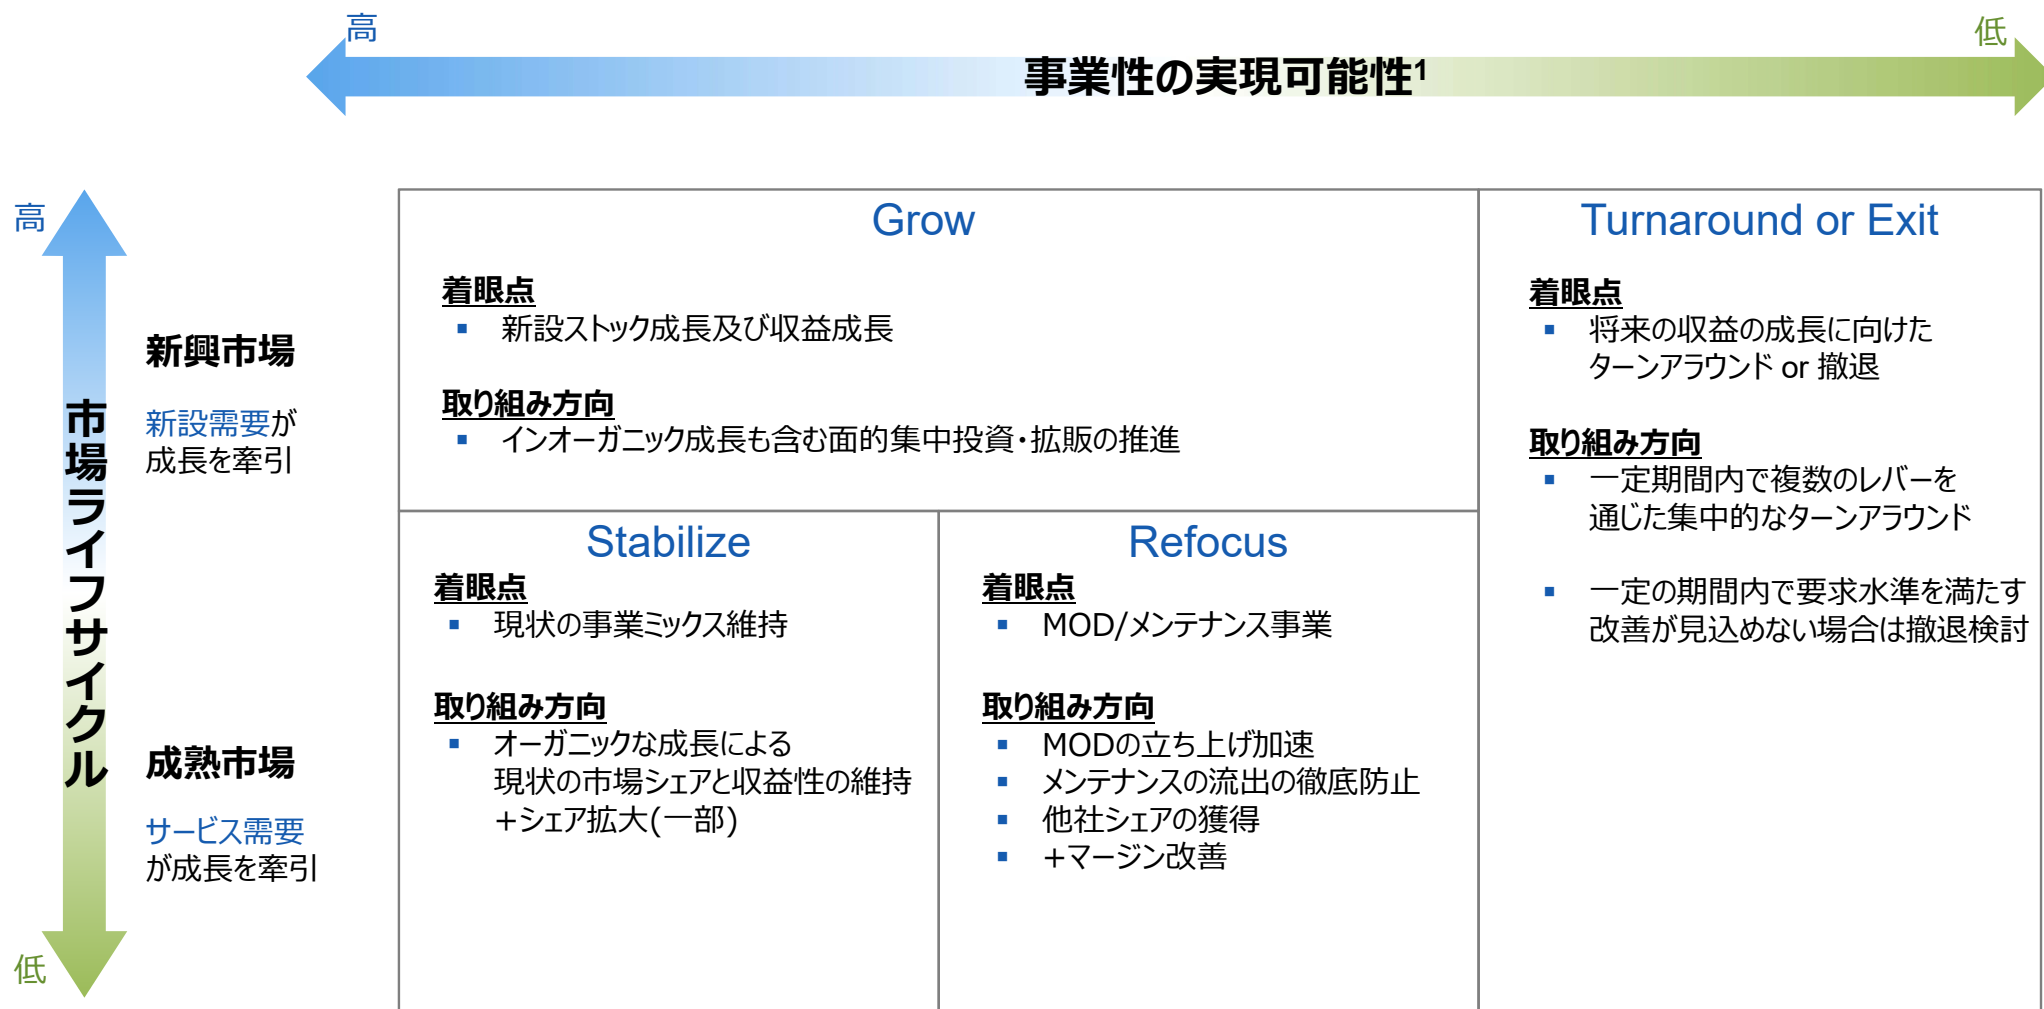 高
低
事業性の実現可能性1
高
市場ライフサイクル
低
新興市場
新設需要が
成長を牽引
成熟市場
サービス需要
が成長を牽引
Grow
着眼点
▪ 新設ストック成長及び収益成長
取り組み方向
▪ インオーガニック成長も含む面的集中投資・拡販の推進
Stabilize
着眼点
▪ 現状の事業ミックス維持
取り組み方向
▪ オーガニックな成長による
現状の市場シェアと収益性の維持
+シェア拡大(一部)
Refocus
着眼点
▪ MOD/メンテナンス事業
取り組み方向
▪ MODの立ち上げ加速
▪ メンテナンスの流出の徹底防止
▪ 他社シェアの獲得
▪ +マージン改善
Turnaround or Exit
着眼点
▪ 将来の収益の成長に向けた
ターンアラウンド or 撤退
取り組み方向
▪ 一定期間内で複数のレバーを
通じた集中的なターンアラウンド
▪ 一定の期間内で要求水準を満たす
改善が見込めない場合は撤退検討